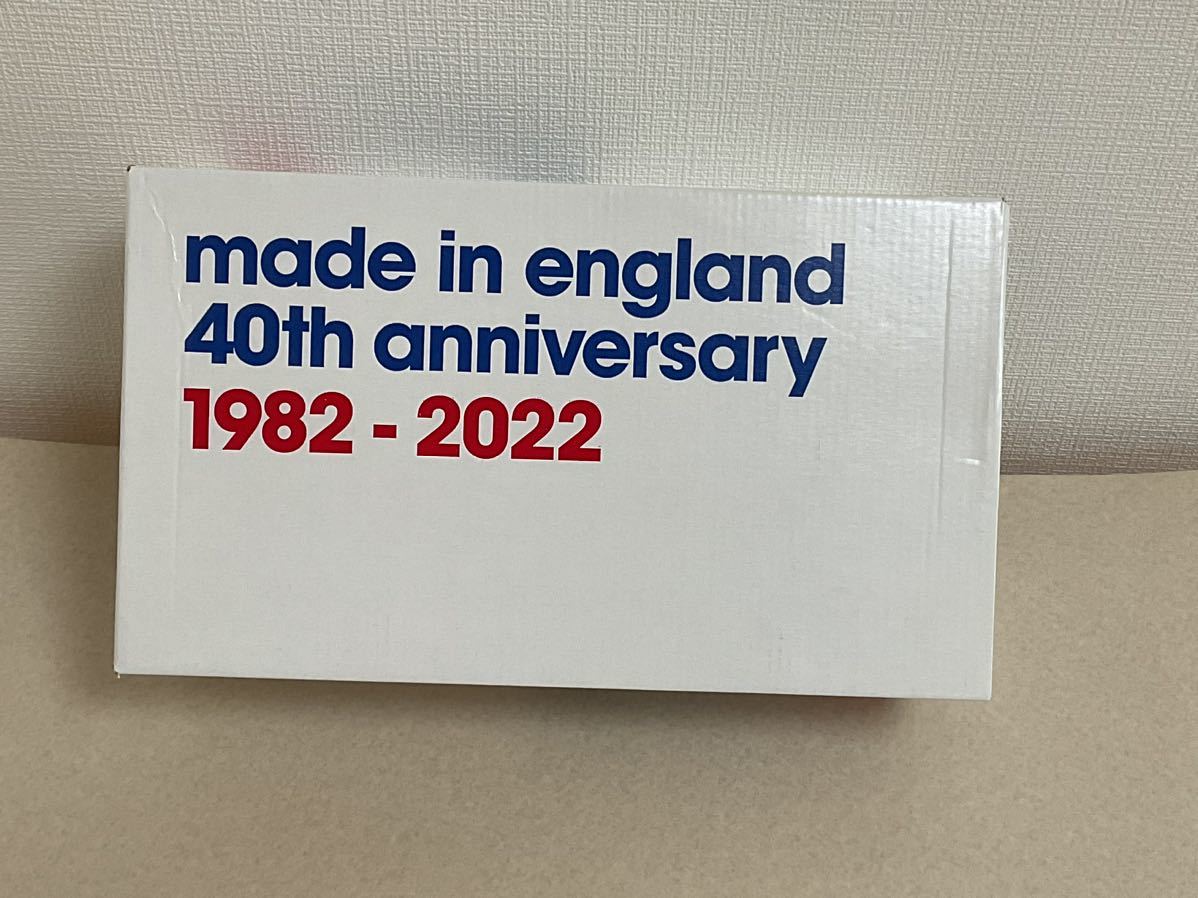 made in england
40th anniversary
1982 - 2022